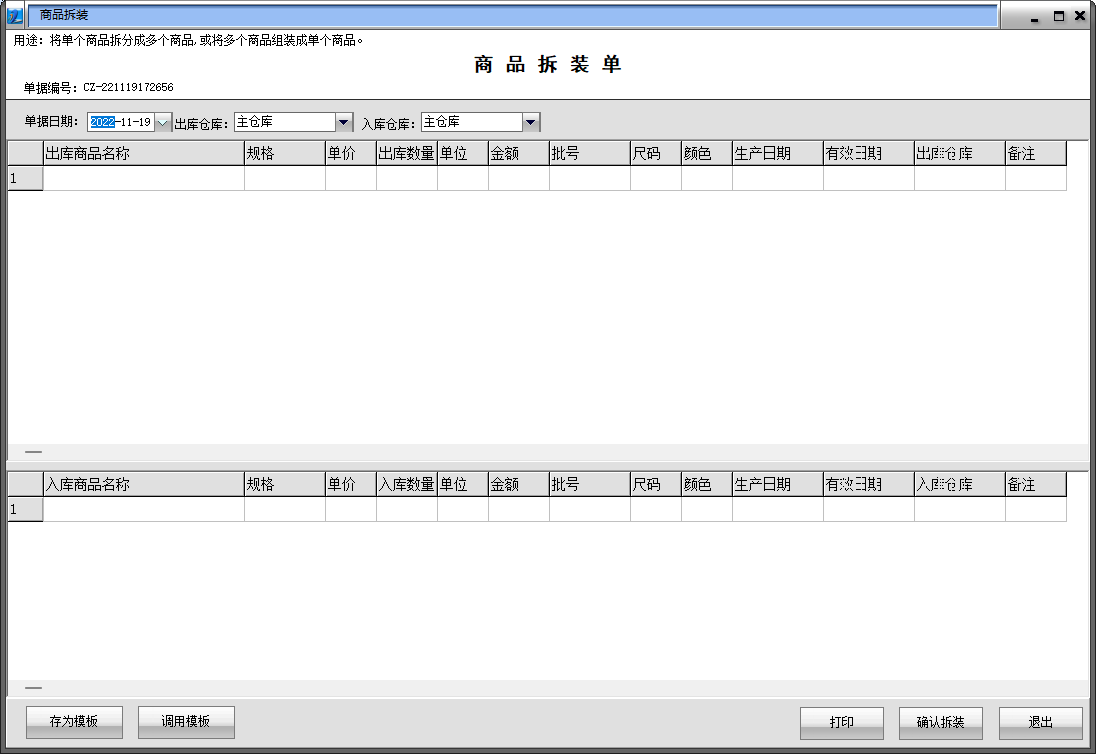 商品拆装
用途：将单个商品拆分成多个商品,或将多个商品组装成单个商品。
商品拆装单
单据编号：CZ-221119172656
单据日期： 2022-11-19 出库仓库： 主仓库 入库仓库： 主仓库
出库商品名称 规格 单价 出库数量 单位 金额 批号 尺码 颜色 生产日期 有效日期 出库仓库 备注
1
入库商品名称 规格 单价 入库数量 单位 金额 批号 尺码 颜色 生产日期 有效日期 入库仓库 备注
1
存为模板 调用模板 打印 确认拆装 退出